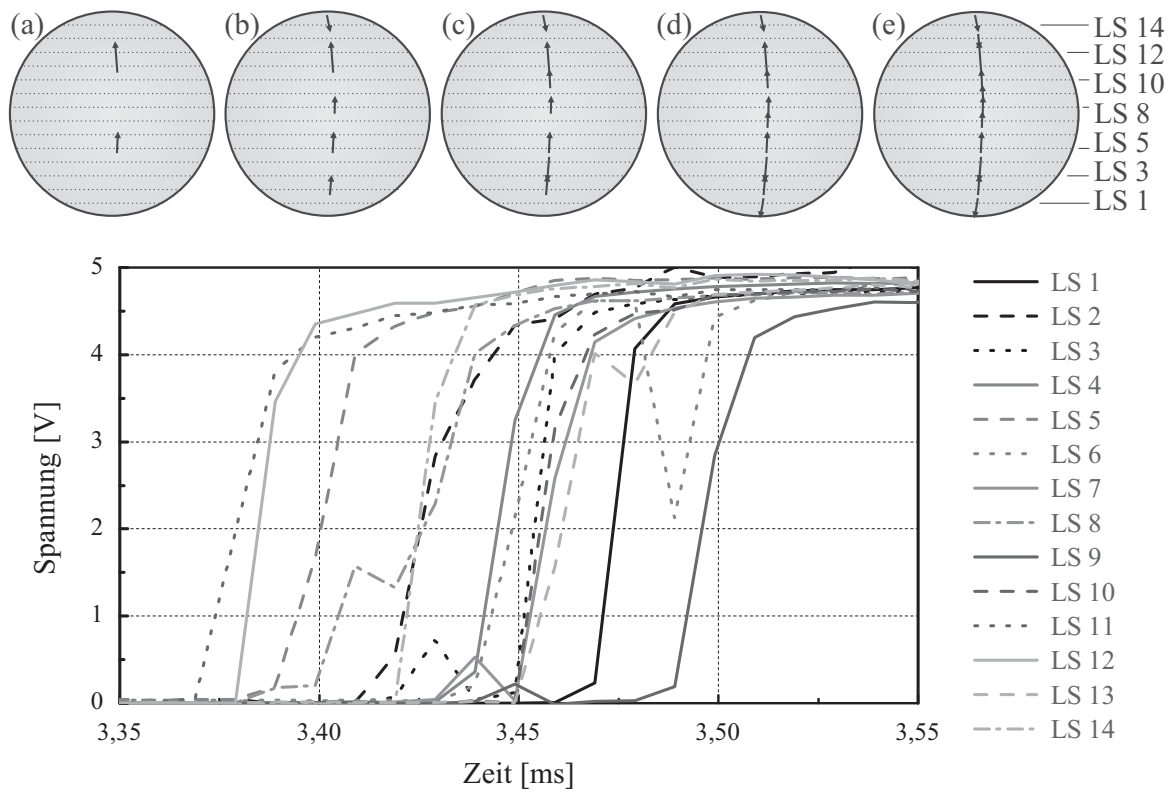 (a)
(b)
(c)
(d)
(e)
LS 14
LS 12
LS 10
LS 8
LS 5
LS 3
LS 1
5
4
3
2
1
0
Spannung [V]
3,35
3,40
3,45
3,50
3,55
Zeit [ms]
LS 1
LS 2
LS 3
LS 4
LS 5
LS 6
LS 7
LS 8
LS 9
LS 10
LS 11
LS 12
LS 13
LS 14